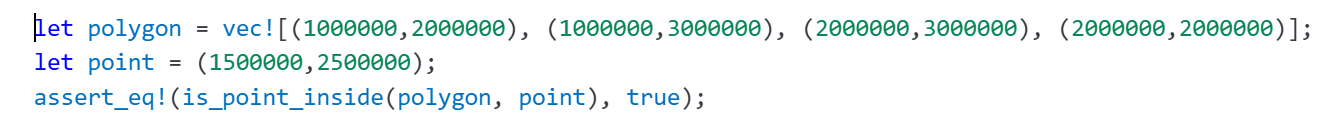 let polygon = vec![(1000000,2000000), (1000000,3000000), (2000000,3000000), (2000000,2000000)];
let point = (1500000,2500000);
assert_eq!(is_point_inside(polygon, point), true);